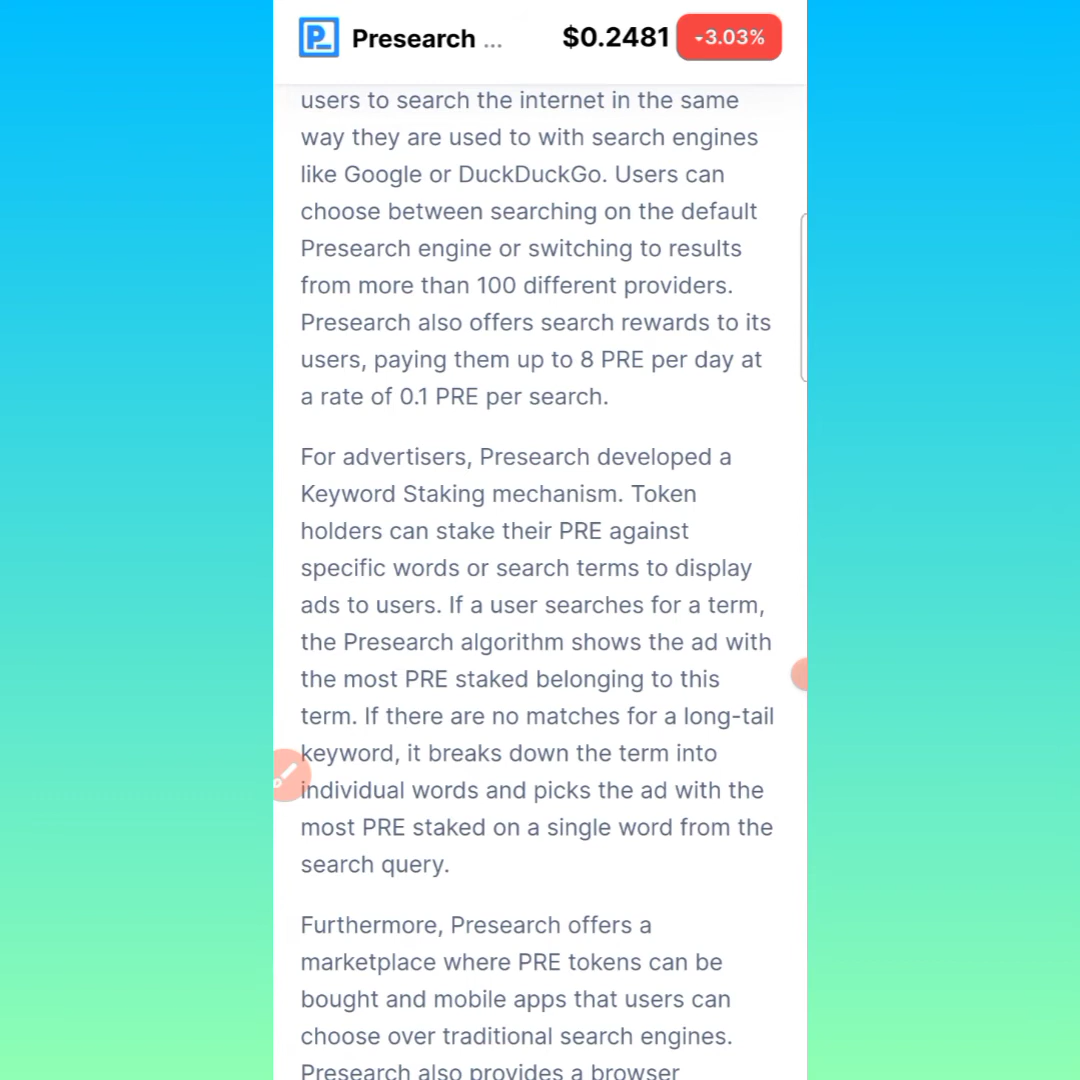 Presearch ... $0.2481 -3.03%
users to search the internet in the same
way they are used to with search engines
like Google or DuckDuckGo. Users can
choose between searching on the default
Presearch engine or switching to results
from more than 100 different providers.
Presearch also offers search rewards to its
users, paying them up to 8 PRE per day at
a rate of 0.1 PRE per search.
For advertisers, Presearch developed a
Keyword Staking mechanism. Token
holders can stake their PRE against
specific words or search terms to display
ads to users. If a user searches for a term,
the Presearch algorithm shows the ad with
the most PRE staked belonging to this
term. If there are no matches for a long-tail
keyword, it breaks down the term into
individual words and picks the ad with the
most PRE staked on a single word from the
search query.
Furthermore, Presearch offers a
marketplace where PRE tokens can be
bought and mobile apps that users can
choose over traditional search engines.
Presearch also provides a browser